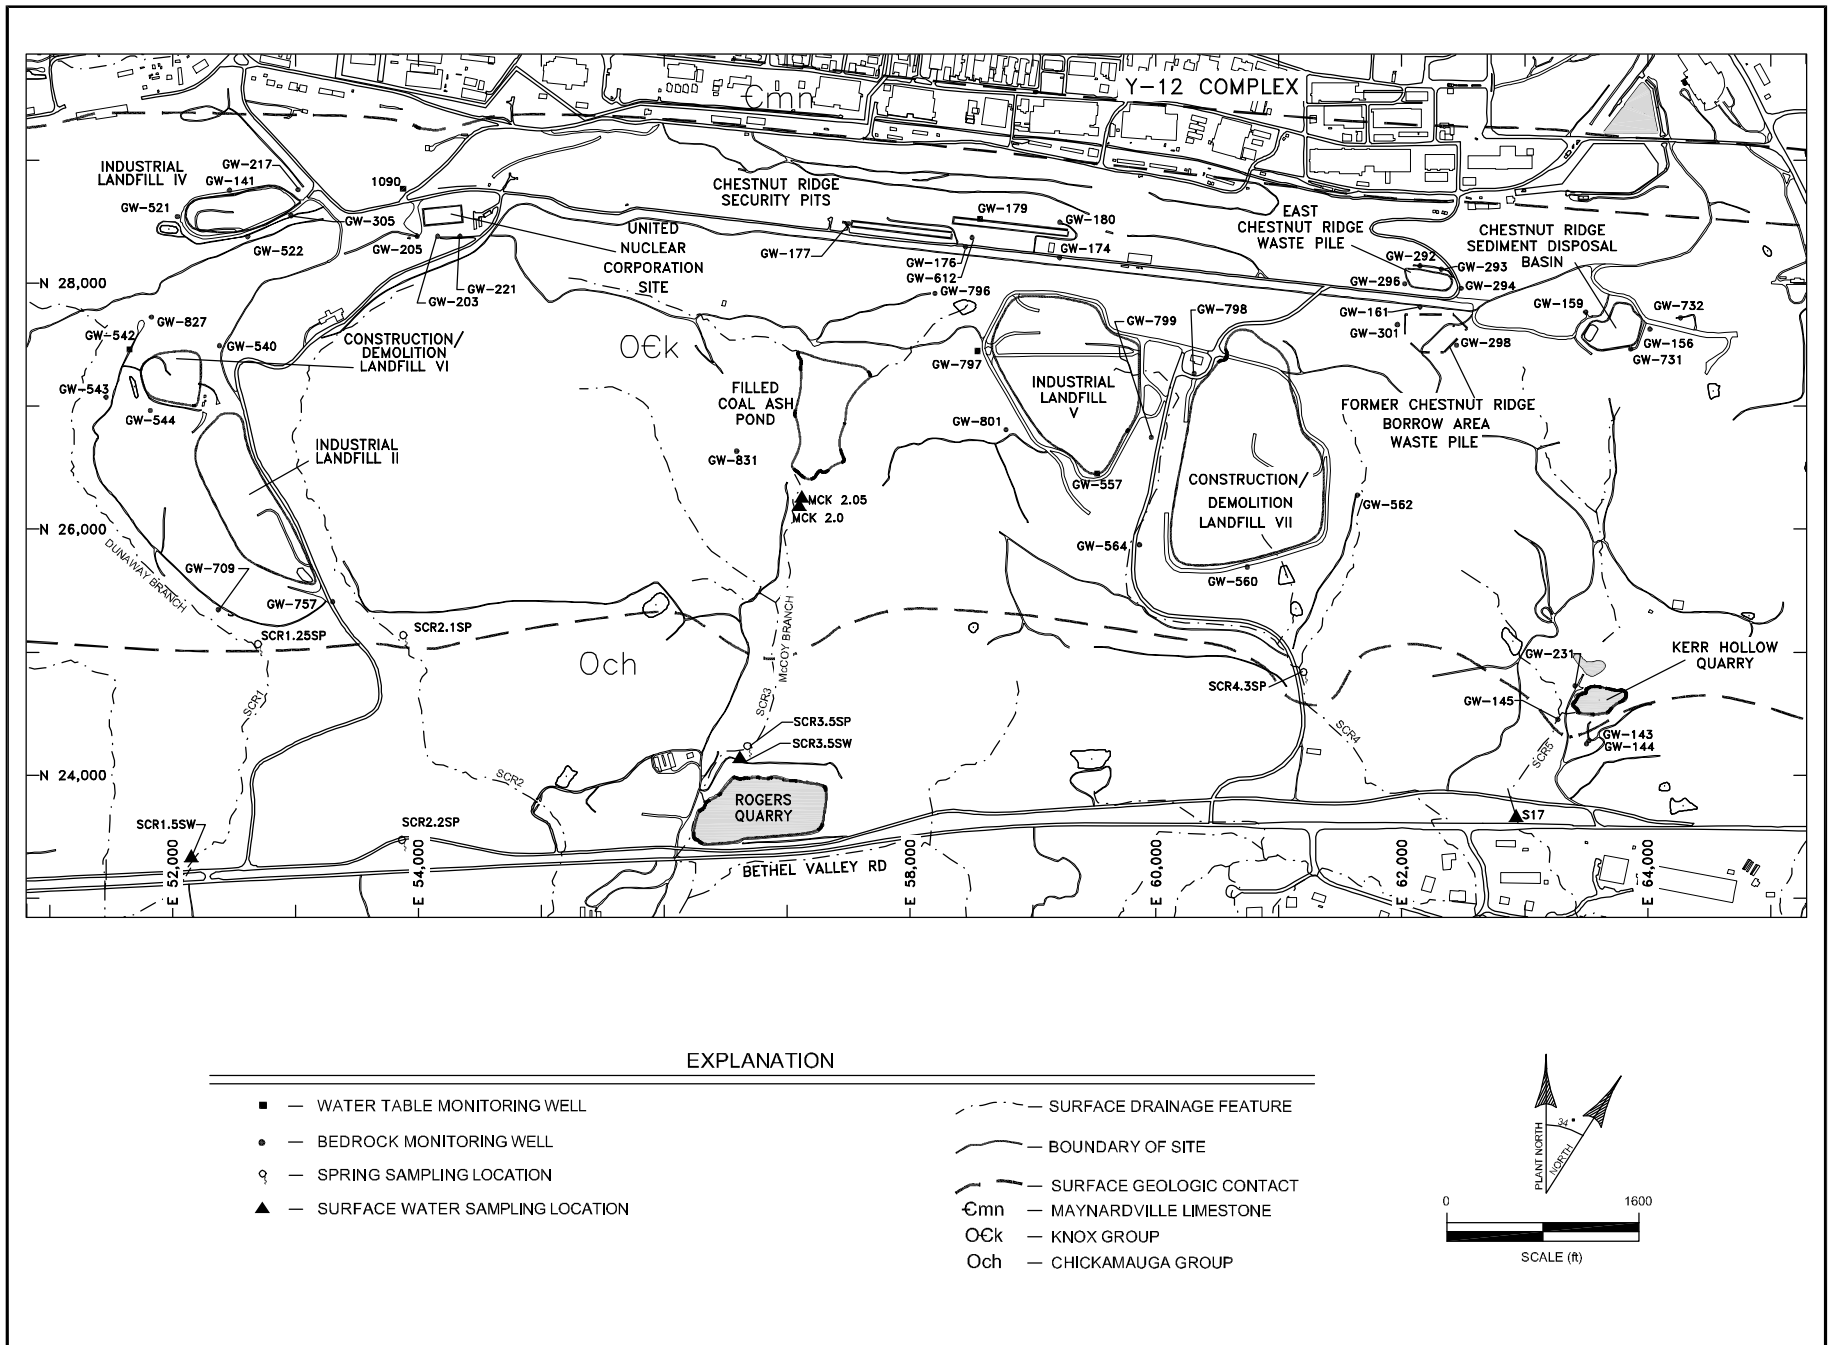 Y-12 COMPLEX
Єmn
INDUSTRIAL
LANDFILL IV
GW-217
GW-141
GW-521
GW-305
GW-522
1090
GW-205
GW-203
GW-221
UNITED
NUCLEAR
CORPORATION
SITE
CHESTNUT RIDGE
SECURITY PITS
GW-177
GW-179
GW-180
GW-174
GW-176
GW-612
GW-796
EAST
CHESTNUT RIDGE
WASTE PILE
CHESTNUT RIDGE
SEDIMENT DISPOSAL
BASIN
GW-292
GW-293
GW-296
GW-294
GW-161
GW-301
GW-298
GW-159
GW-732
GW-156
GW-731
N 28,000
GW-827
GW-542
GW-540
CONSTRUCTION/
DEMOLITION
LANDFILL VI
GW-543
GW-544
OЄk
FILLED
COAL ASH
POND
GW-797
GW-799
GW-798
INDUSTRIAL
LANDFILL
V
GW-801
FORMER CHESTNUT RIDGE
BORROW AREA
WASTE PILE
INDUSTRIAL
LANDFILL II
GW-831
GW-557
CONSTRUCTION/
DEMOLITION
LANDFILL VII
MCK 2.05
MCK 2.0
GW-562
N 26,000
GW-564
GW-560
DUNAWAY BRANCH
GW-709
GW-757
SCR1.25SP
SCR2.1SP
McCOY BRANCH
Och
GW-231
KERR HOLLOW
QUARRY
SCR4.3SP
GW-145
SCR1
SCR3
SCR3.5SP
SCR3.5SW
SCR4
SCR5
GW-143
GW-144
N 24,000
SCR2
ROGERS
QUARRY
SCR1.5SW
SCR2.2SP
S17
BETHEL VALLEY RD
E 52,000
E 54,000
E 58,000
E 60,000
E 62,000
E 64,000
EXPLANATION
— WATER TABLE MONITORING WELL
— BEDROCK MONITORING WELL
— SPRING SAMPLING LOCATION
— SURFACE WATER SAMPLING LOCATION
— SURFACE DRAINAGE FEATURE
— BOUNDARY OF SITE
— SURFACE GEOLOGIC CONTACT
Єmn — MAYNARDVILLE LIMESTONE
OЄk — KNOX GROUP
Och — CHICKAMAUGA GROUP
PLANT NORTH
34
NORTH
0 1600
SCALE (ft)